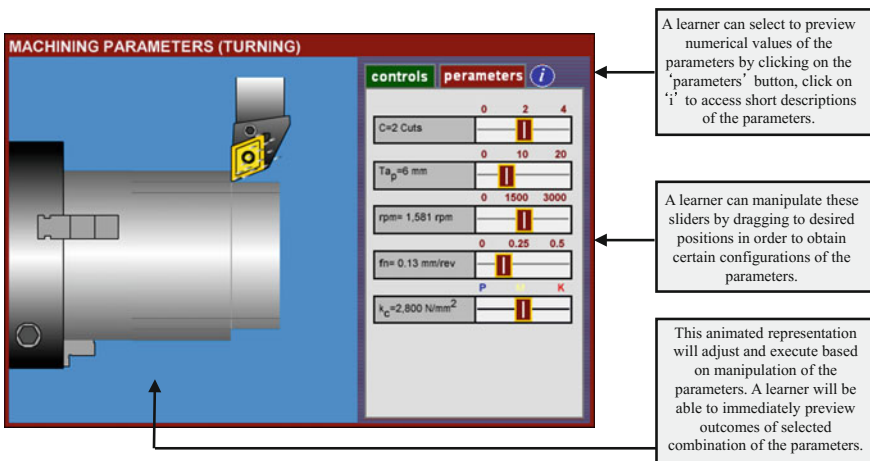 MACHINING PARAMETERS (TURNING)
controls perameters i
0 2 4
C=2 Cuts
0 10 20
Tap=6 mm
0 1500 3000
rpm= 1,581 rpm
0 0.25 0.5
fn= 0.13 mm/rev
P M K
kc=2,800 N/mm2
A learner can select to preview
numerical values of the
parameters by clicking on the
‘parameters’ button, click on
‘i’ to access short descriptions
of the parameters.
A learner can manipulate these
sliders by dragging to desired
positions in order to obtain
certain configurations of the
parameters.
This animated representation
will adjust and execute based
on manipulation of the
parameters. A learner will be
able to immediately preview
outcomes of selected
combination of the parameters.